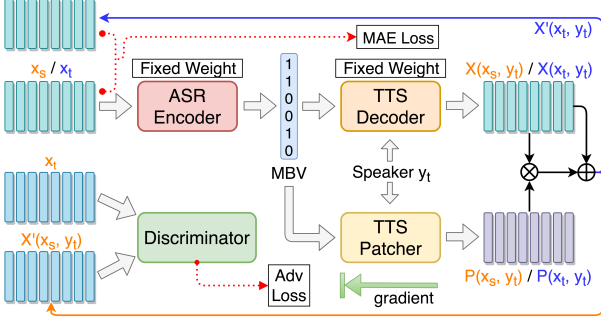 X'(xt, yt)
MAE Loss
xs / xt
Fixed Weight
Fixed Weight
X(xs, yt) / X(xt, yt)
ASR
Encoder
1
1
0
0
1
0
TTS
Decoder
MBV
Speaker yt
xt
X'(xs, yt)
Discriminator
TTS
Patcher
Adv
Loss
gradient
P(xs, yt) / P(xt, yt)